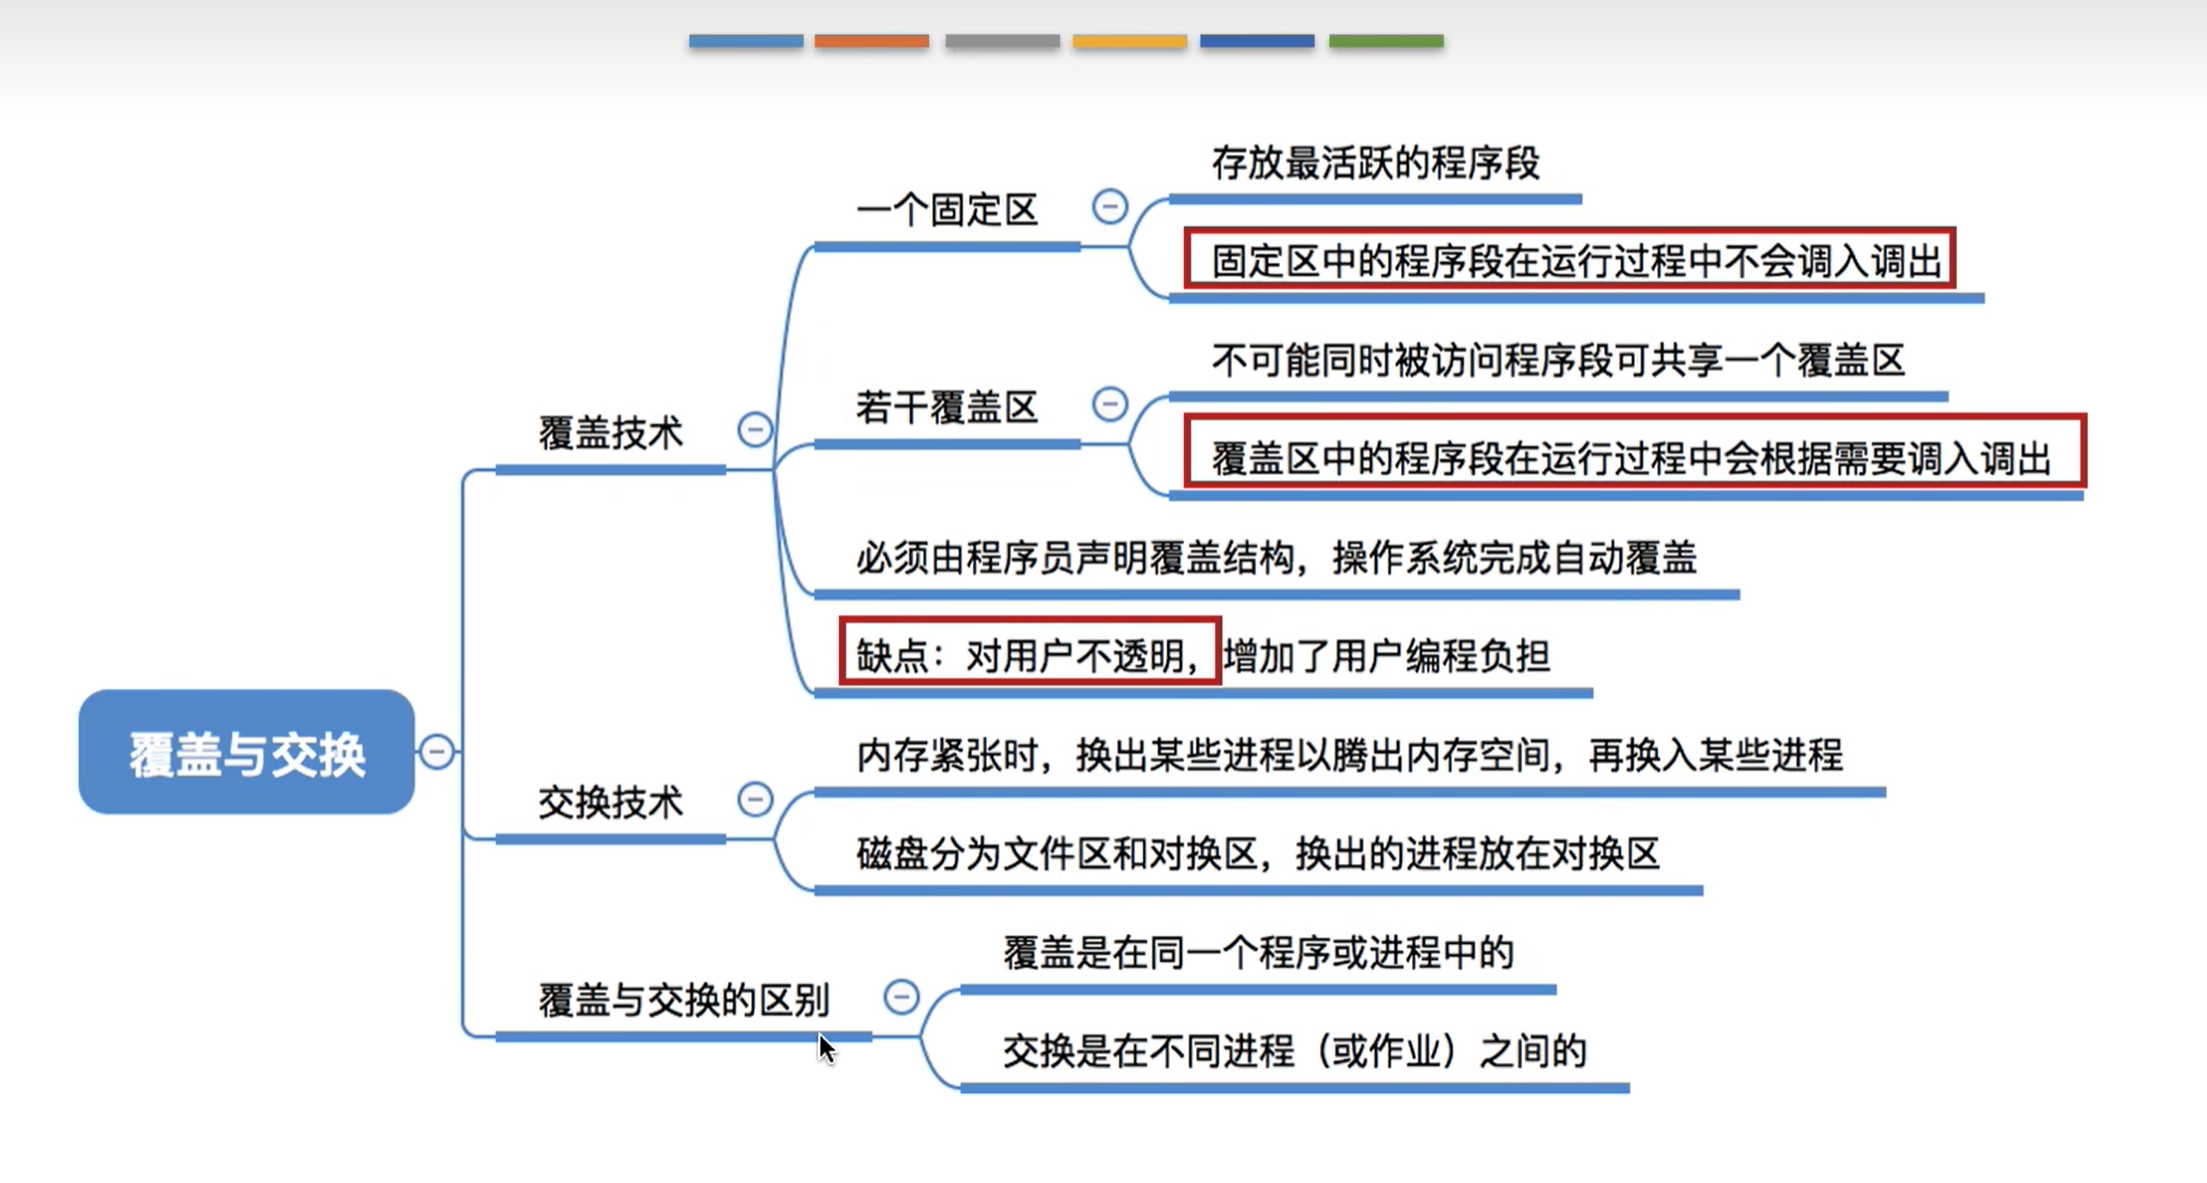 存放最活跃的程序段
一个固定区
固定区中的程序段在运行过程中不会调入调出
不可能同时被访问程序段可共享一个覆盖区
若干覆盖区
覆盖技术
覆盖区中的程序段在运行过程中会根据需要调入调出
必须由程序员声明覆盖结构，操作系统完成自动覆盖
缺点：对用户不透明，增加了用户编程负担
覆盖与交换
内存紧张时，换出某些进程以腾出内存空间，再换入某些进程
交换技术
磁盘分为文件区和对换区，换出的进程放在对换区
覆盖是在同一个程序或进程中的
覆盖与交换的区别
交换是在不同进程（或作业）之间的